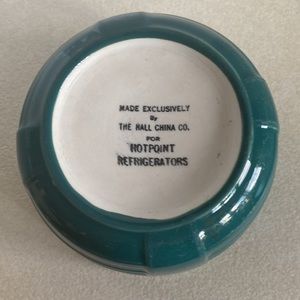 MADE EXCLUSIVELY
By
THE HALL CHINA CO.
FOR
HOTPOINT
REFRIGERATORS